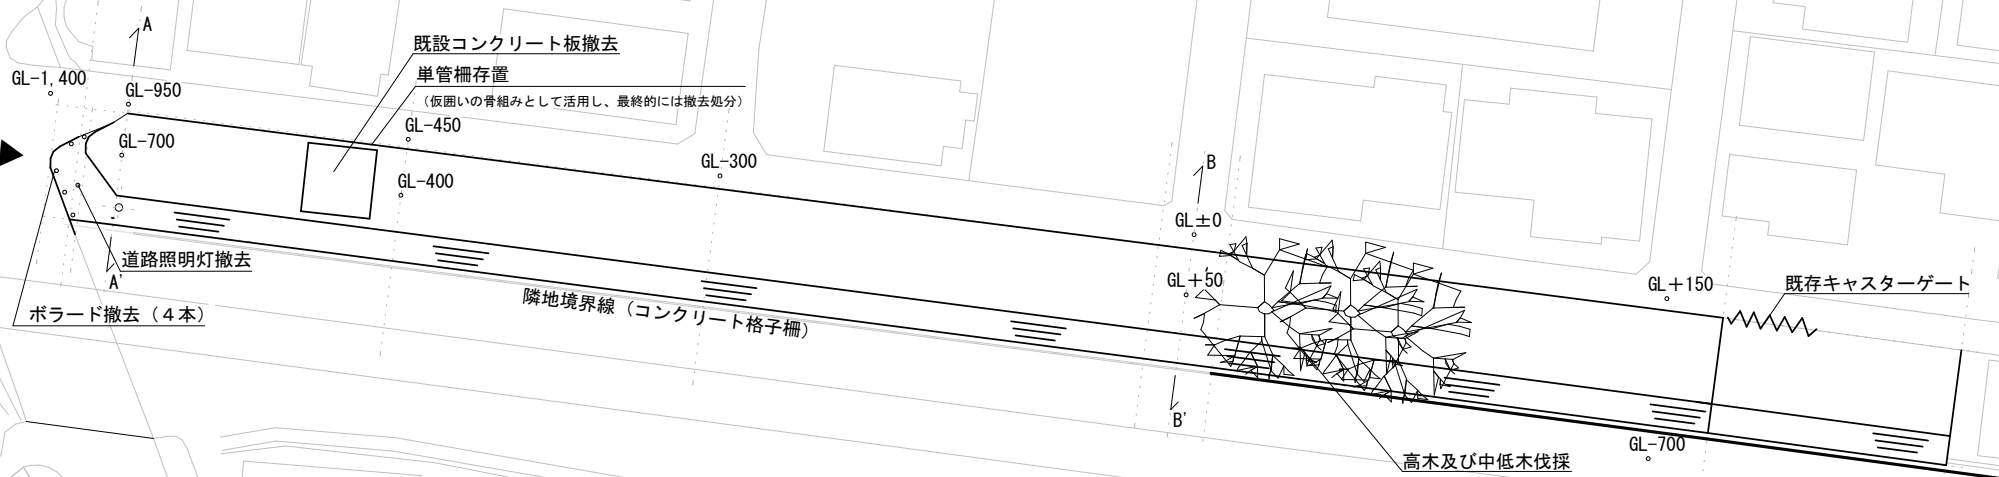 A
既設コンクリート板撤去
単管柵存置
（仮囲いの骨組みとして活用し、最終的には撤去処分）
GL-1,400
GL-950
GL-450
GL-700
GL-300
B
GL-400
GL±0
道路照明灯撤去
A'
GL+50
GL+150
既存キャスターゲート
隣地境界線（コンクリート格子柵）
ボラード撤去（４本）
B'
GL-700
高木及び中低木伐採